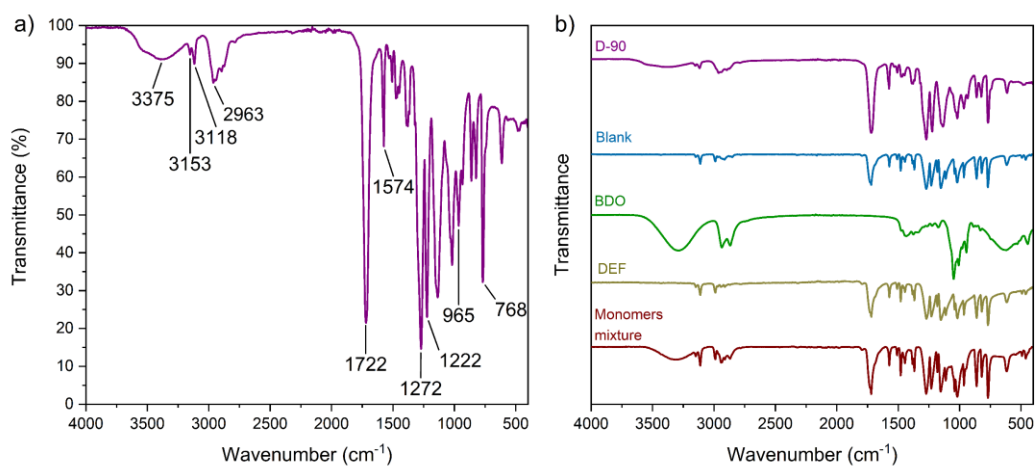 a)
100
90
80
70
60
50
40
30
20
10
0
Transmittance (%)
3375
3153
3118
2963
1722
1574
1272
1222
965
768
4000 3500 3000 2500 2000 1500 1000 500
Wavenumber (cm⁻¹)
b)
Transmittance
D-90
Blank
BDO
DEF
Monomers
mixture
4000 3500 3000 2500 2000 1500 1000 500
Wavenumber (cm⁻¹)